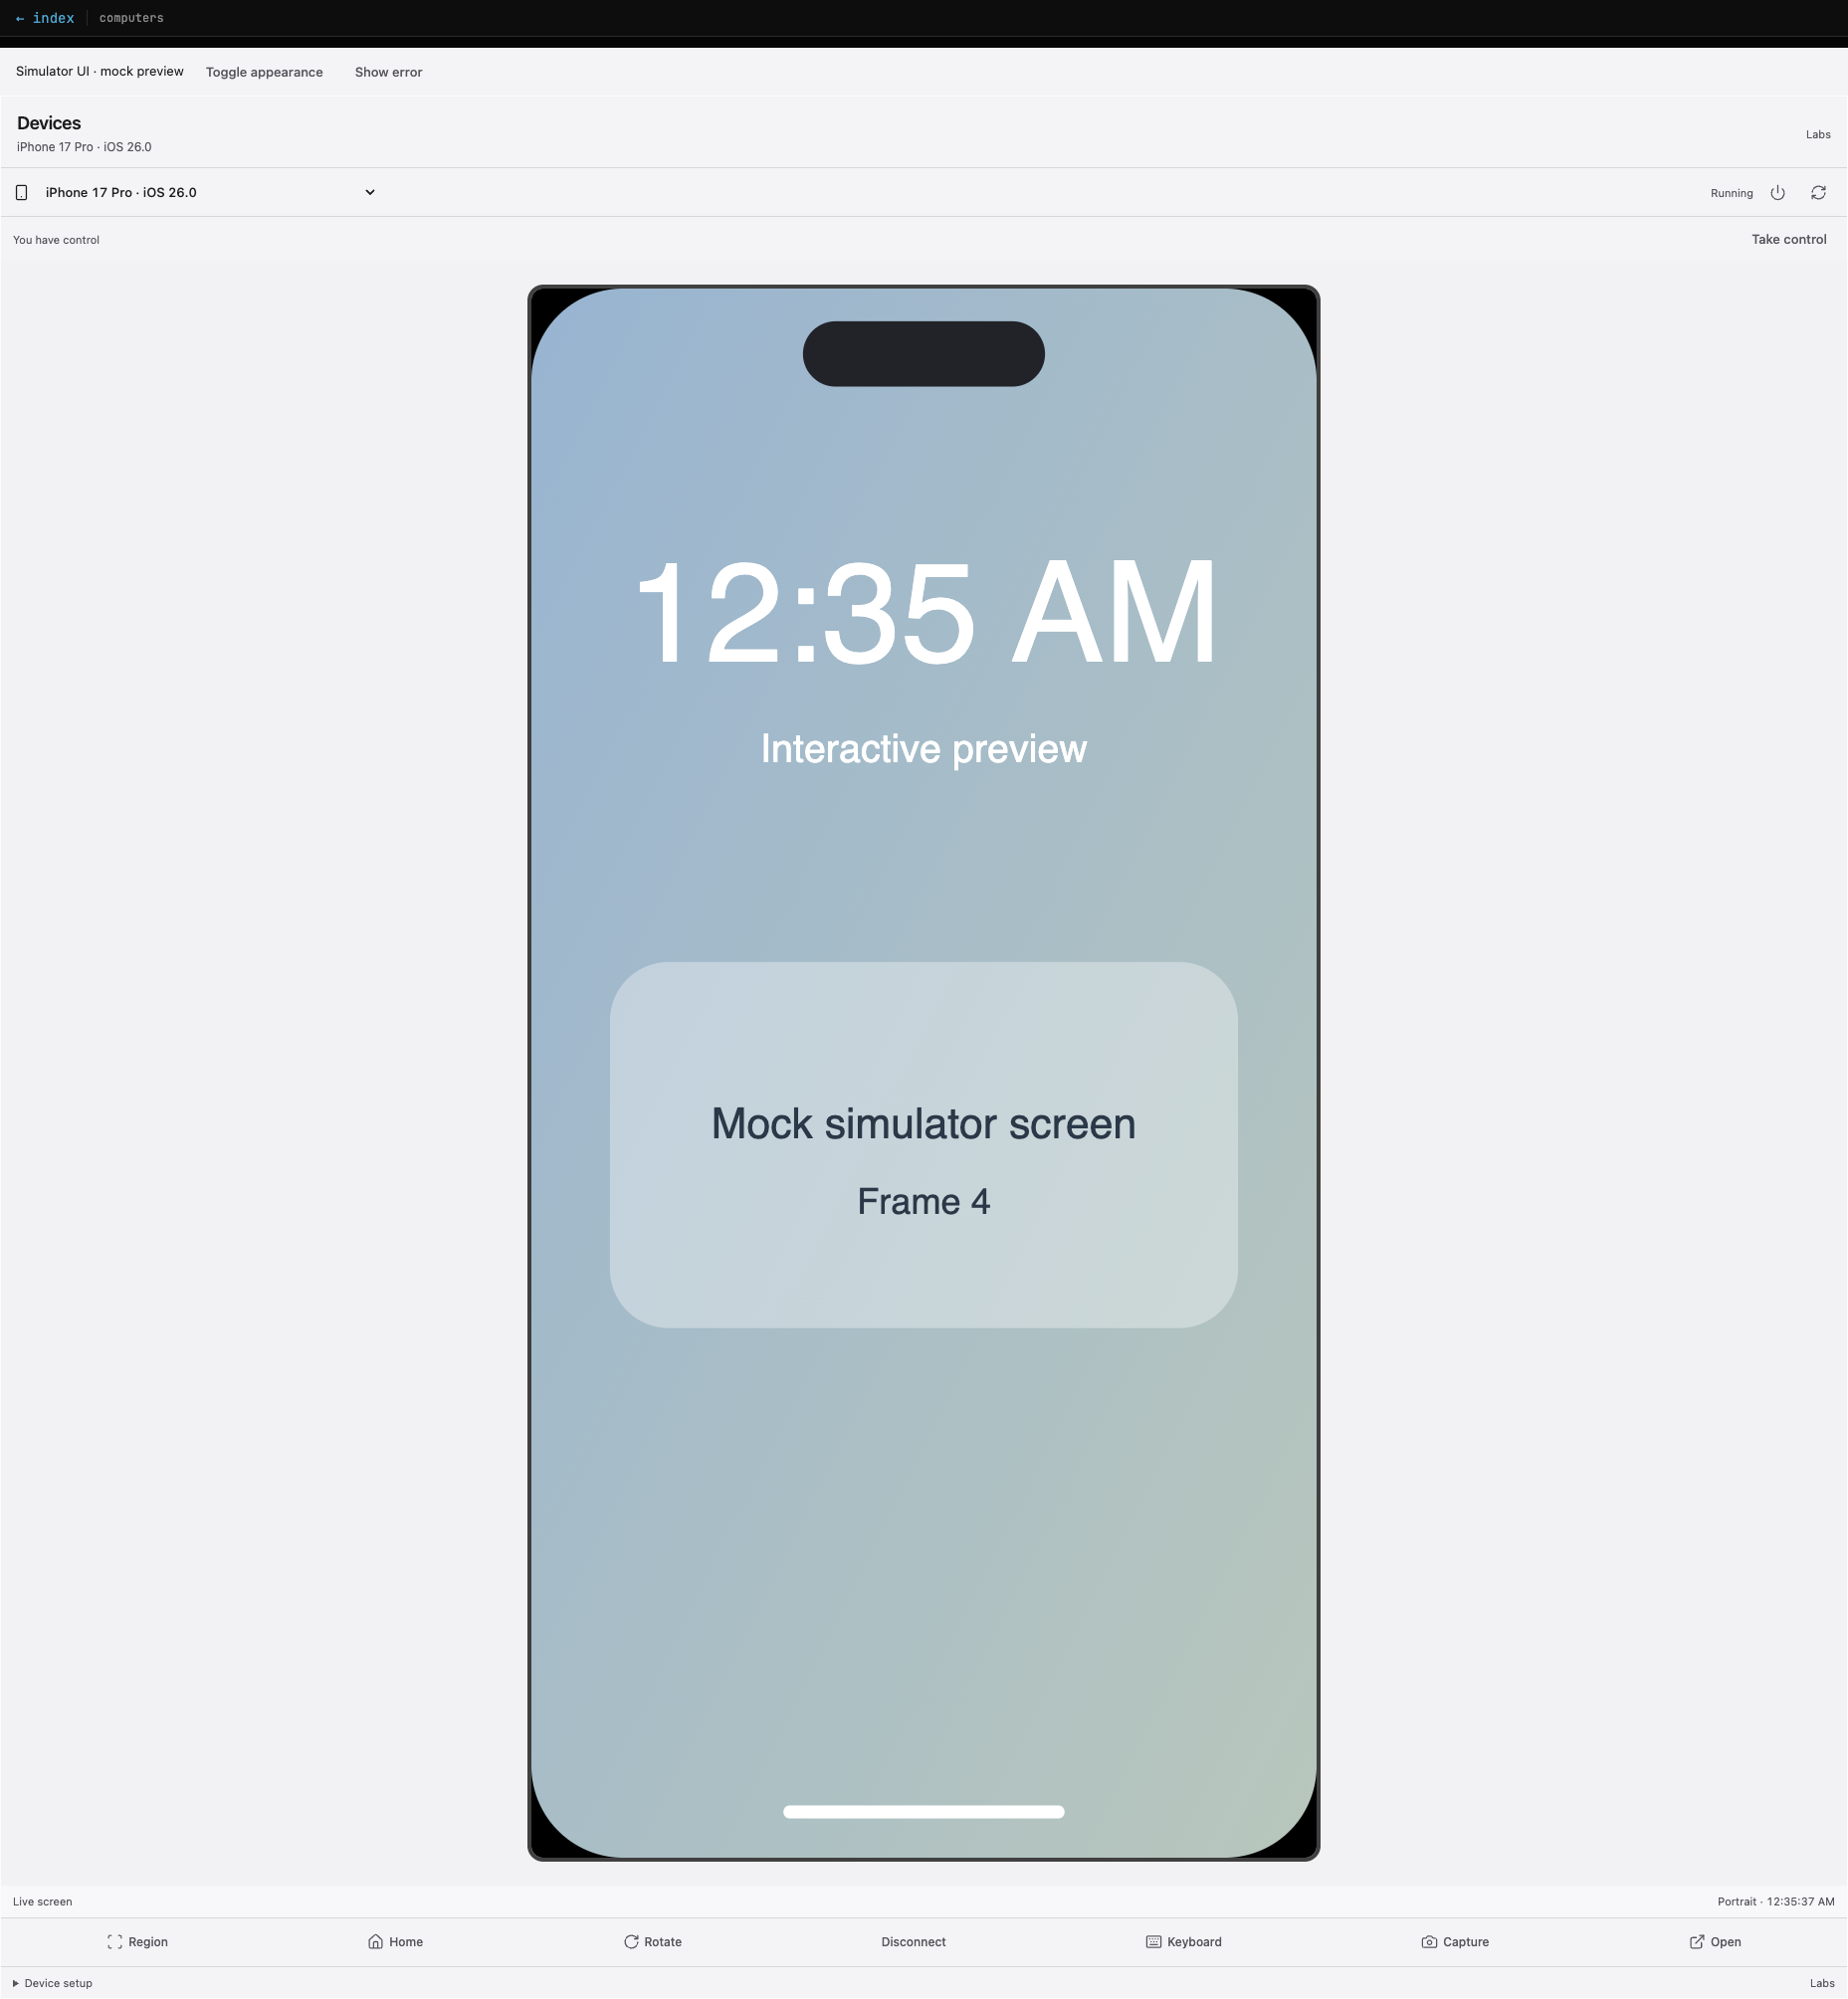 ← index
computers
Simulator UI · mock preview
Toggle appearance
Show error
Devices
iPhone 17 Pro · iOS 26.0
Labs
iPhone 17 Pro · iOS 26.0
Running
You have control
Take control
12:35 AM
Interactive preview
Mock simulator screen
Frame 4
Live screen
Portrait · 12:35:37 AM
Region
Home
Rotate
Disconnect
Keyboard
Capture
Open
Device setup
Labs